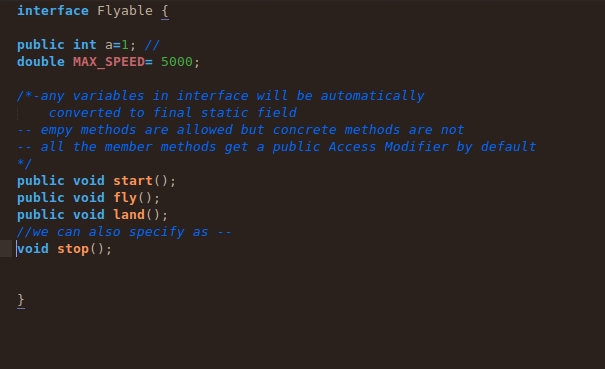 interface Flyable {
public int a=1; //
double MAX_SPEED= 5000;
/*-any variables in interface will be automatically
converted to final static field
-- empy methods are allowed but concrete methods are not
-- all the member methods get a public Access Modifier by default
*/
public void start();
public void fly();
public void land();
//we can also specify as --
void stop();
}